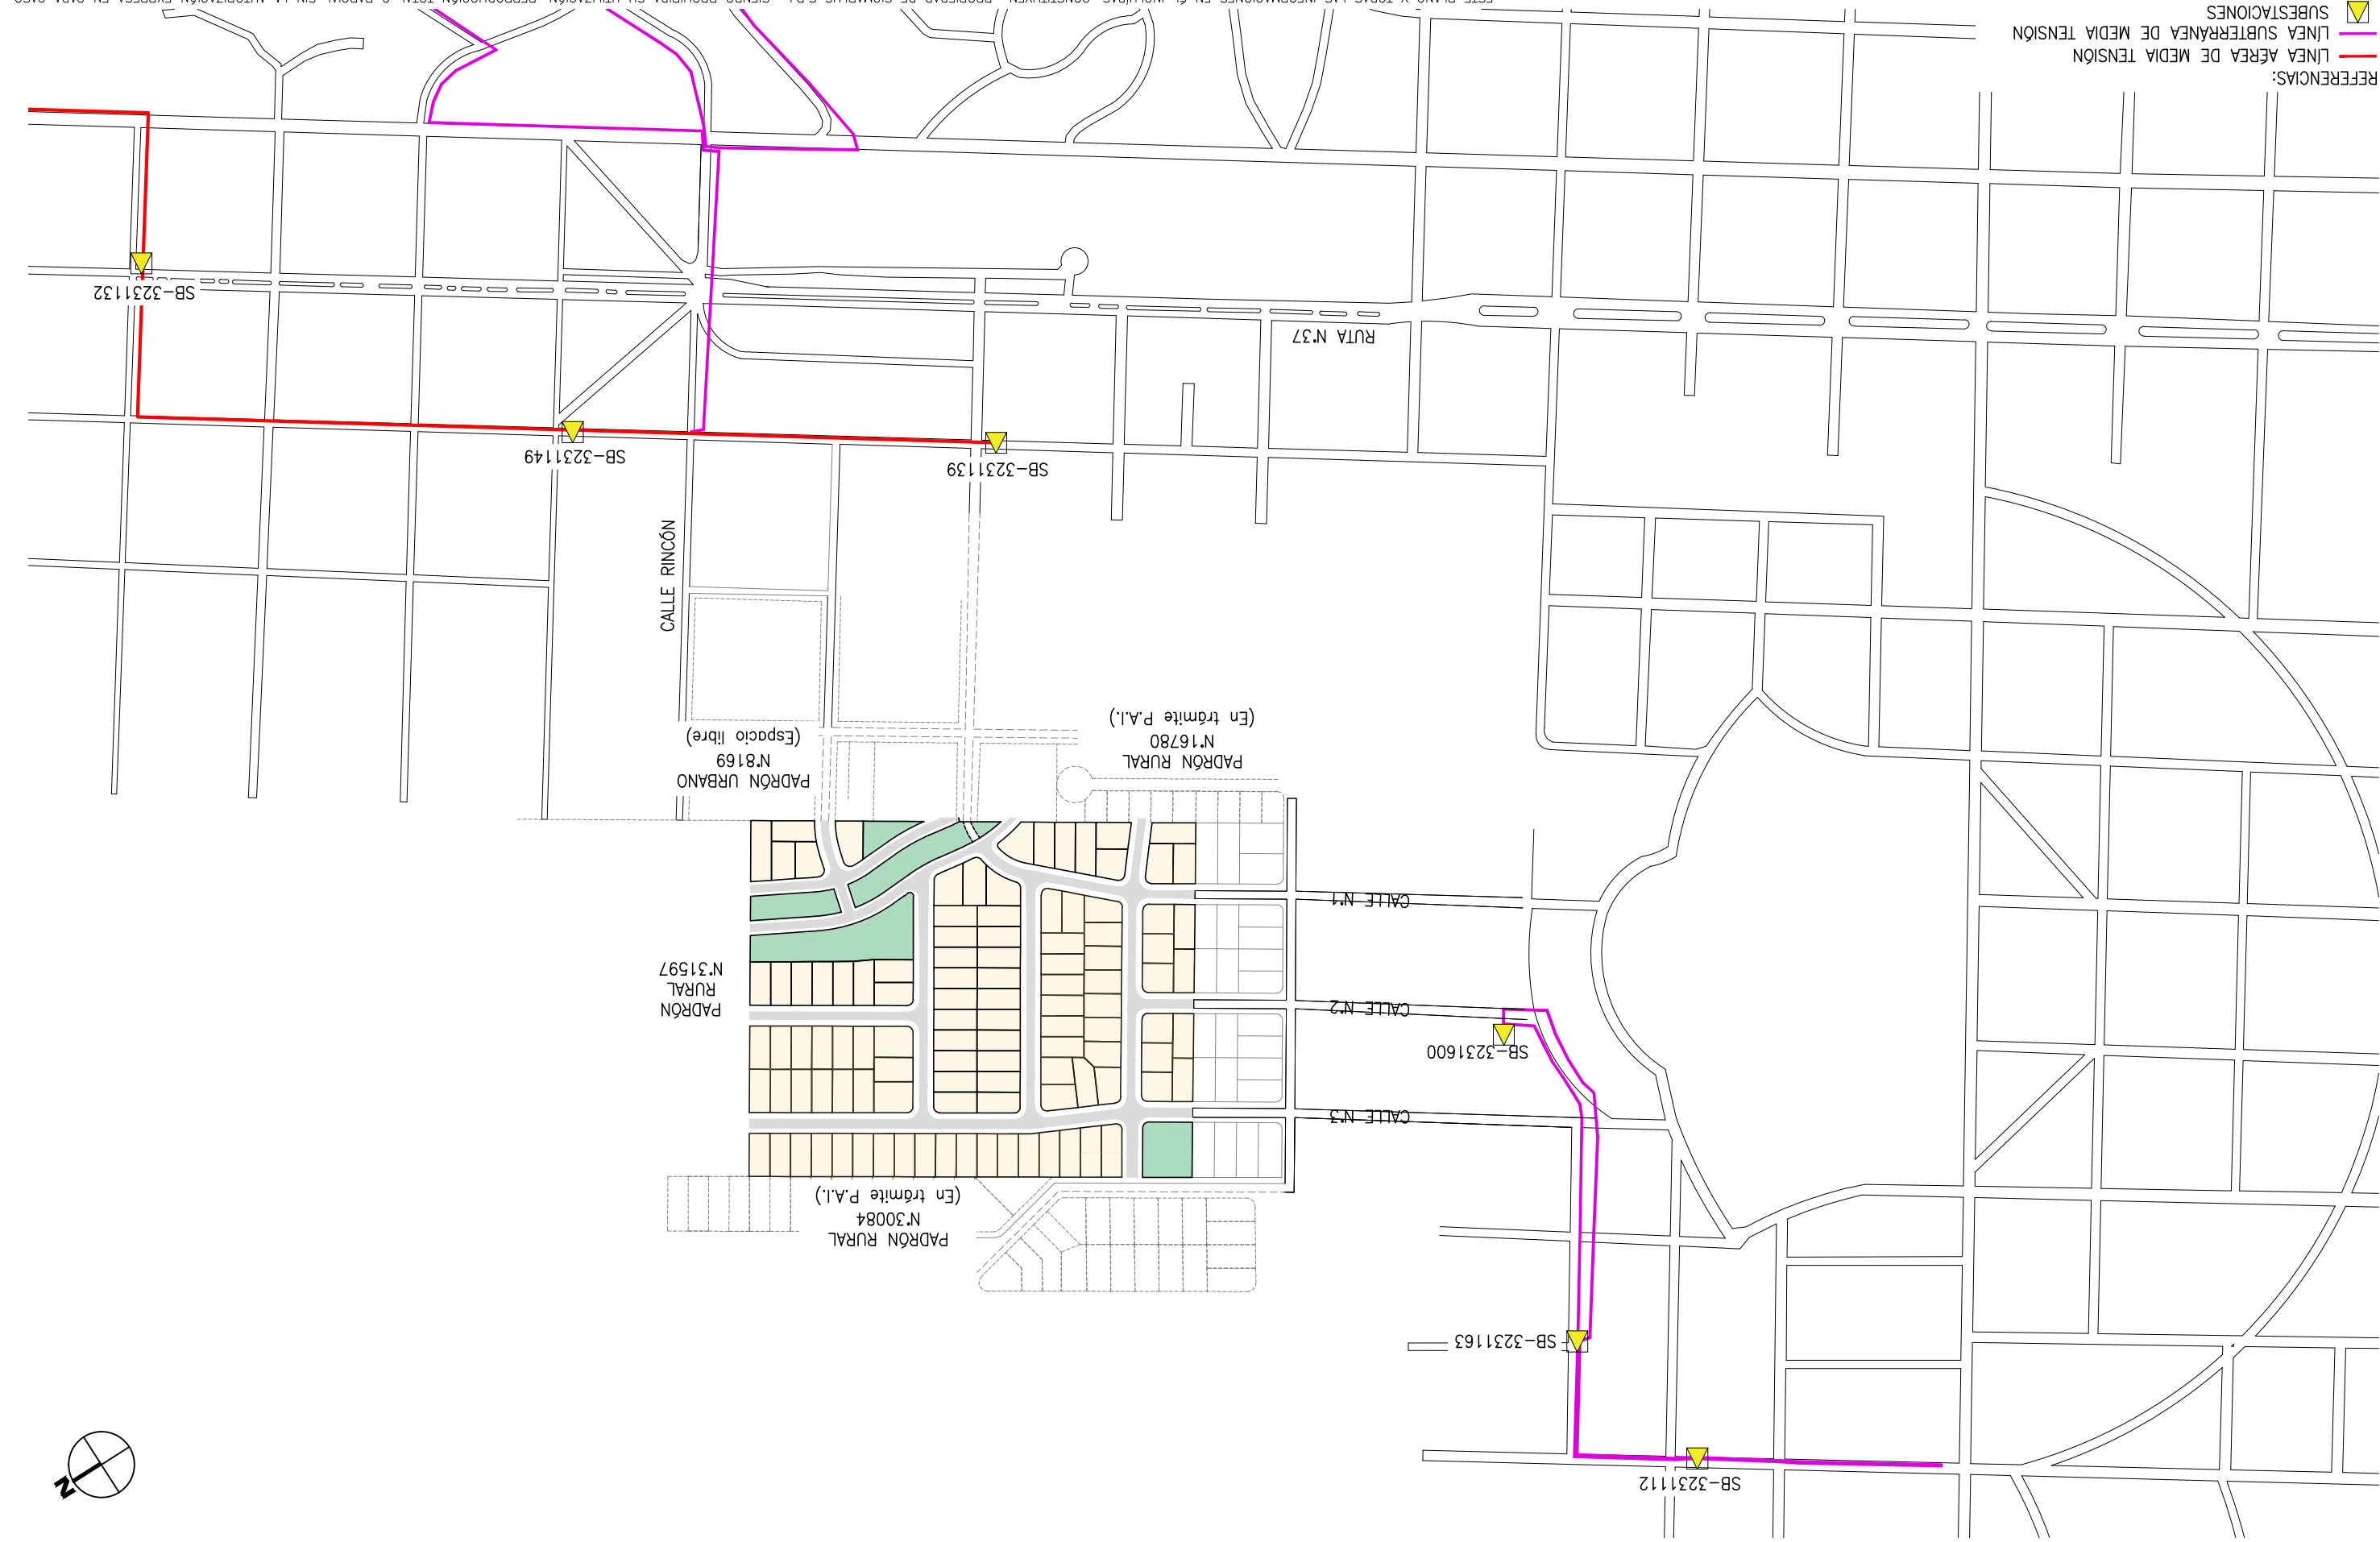 N
SB-3231112
SB-3231163
PADRÓN RURAL
N°30084
(En trámite P.A.I.)
CALLE N°3
SB-3231600
CALLE N°2
PADRÓN
RURAL
N°31597
CALLE N°1
PADRÓN RURAL
N°16780
(En trámite P.A.I.)
PADRÓN URBANO
N°8169
(Espacio libre)
CALLE RINCÓN
SB-3231139
SB-3231149
RUTA N°37
SB-3231132
REFERENCIAS:
LÍNEA AÉREA DE MEDIA TENSIÓN
LÍNEA SUBTERRÁNEA DE MEDIA TENSIÓN
SUBESTACIONES